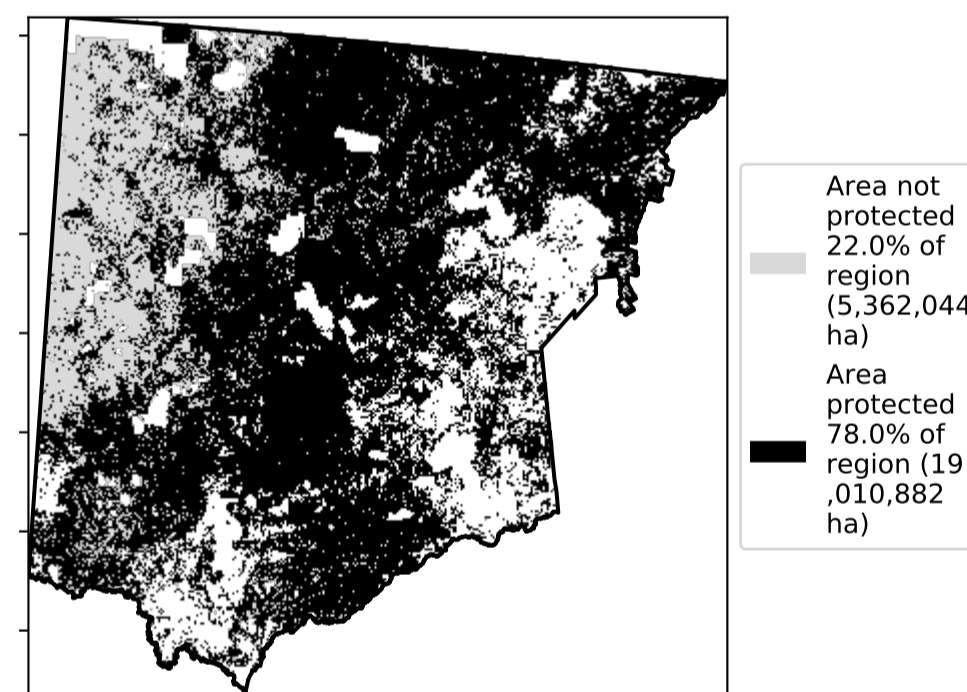 Area not
protected
22.0% of
region
(5,362,044
ha)
Area
protected
78.0% of
region (19
,010,882
ha)